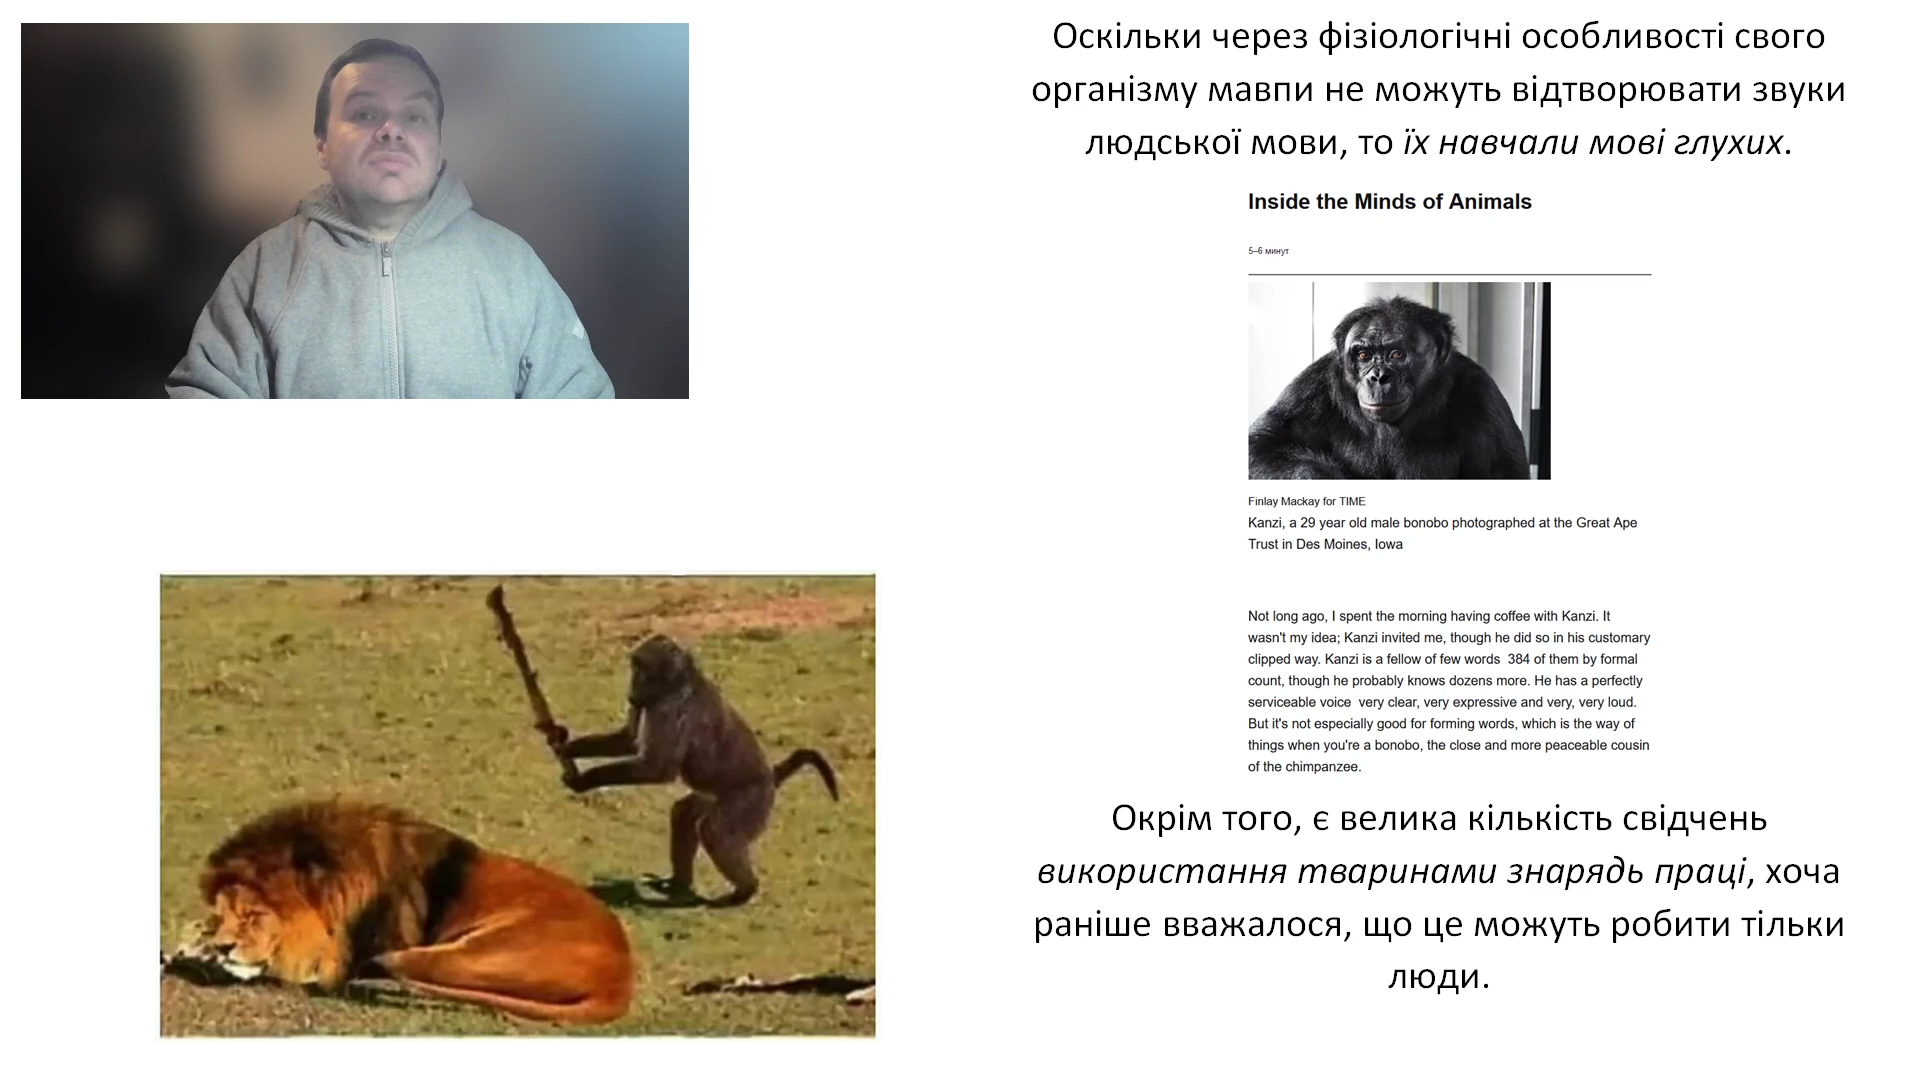 Оскільки через фізіологічні особливості свого
організму мавпи не можуть відтворювати звуки
людської мови, то їх навчали мові глухих.
Inside the Minds of Animals
5–6 минут
Finlay Mackay for TIME
Kanzi, a 29 year old male bonobo photographed at the Great Ape
Trust in Des Moines, Iowa
Not long ago, I spent the morning having coffee with Kanzi. It
wasn't my idea; Kanzi invited me, though he did so in his customary
clipped way. Kanzi is a fellow of few words  384 of them by formal
count, though he probably knows dozens more. He has a perfectly
serviceable voice  very clear, very expressive and very, very loud.
But it's not especially good for forming words, which is the way of
things when you're a bonobo, the close and more peaceable cousin
of the chimpanzee.
Окрім того, є велика кількість свідчень
використання тваринами знарядь праці, хоча
раніше вважалося, що це можуть робити тільки
люди.